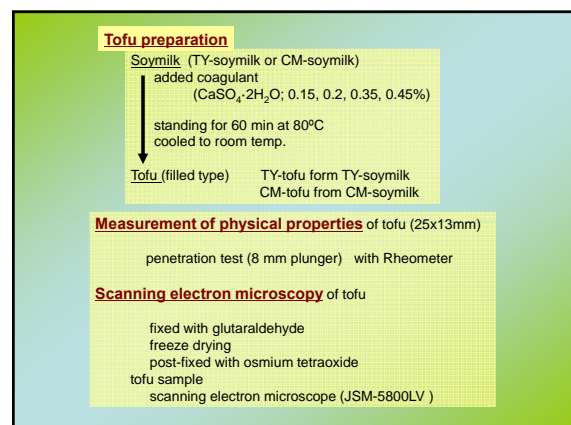 Tofu preparation
Soymilk (TY-soymilk or CM-soymilk)
added coagulant
(CaSO₄·2H₂O; 0.15, 0.2, 0.35, 0.45%)
standing for 60 min at 80ºC
cooled to room temp.
Tofu (filled type) TY-tofu form TY-soymilk
CM-tofu from CM-soymilk
Measurement of physical properties of tofu (25x13mm)
penetration test (8 mm plunger) with Rheometer
Scanning electron microscopy of tofu
fixed with glutaraldehyde
freeze drying
post-fixed with osmium tetraoxide
tofu sample
scanning electron microscope (JSM-5800LV )